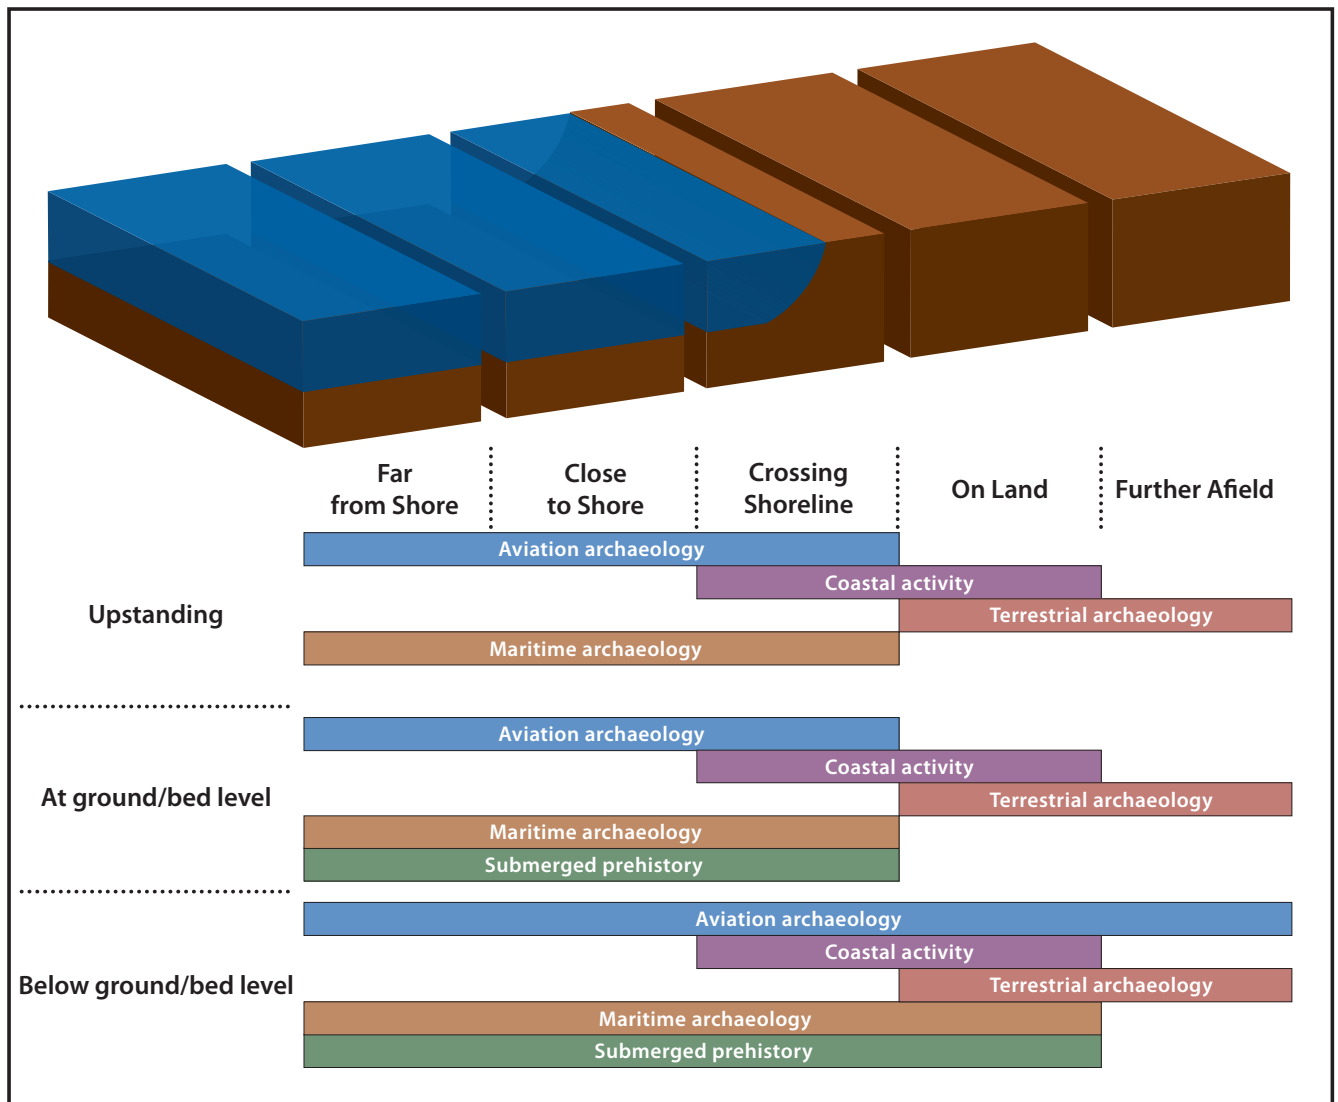 Far
from Shore
Close
to Shore
Crossing
Shoreline
On Land
Further Afield
Upstanding
Aviation archaeology
Coastal activity
Terrestrial archaeology
Maritime archaeology
At ground/bed level
Aviation archaeology
Coastal activity
Terrestrial archaeology
Maritime archaeology
Submerged prehistory
Below ground/bed level
Aviation archaeology
Coastal activity
Terrestrial archaeology
Maritime archaeology
Submerged prehistory